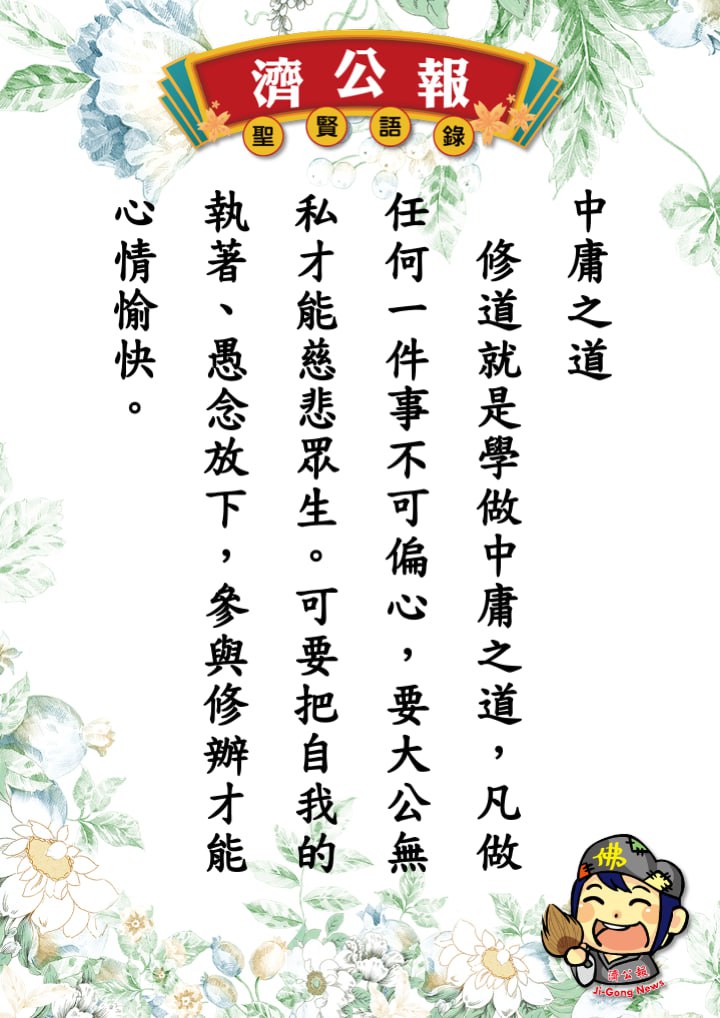 濟公報
聖賢語錄
中庸之道
修道就是學做中庸之道，凡做
任何一件事不可偏心，要大公無
私才能慈悲眾生。可要把自我的
執著、愚念放下，參與修辦才能
心情愉快。
佛
濟公報
Ji-Gong News